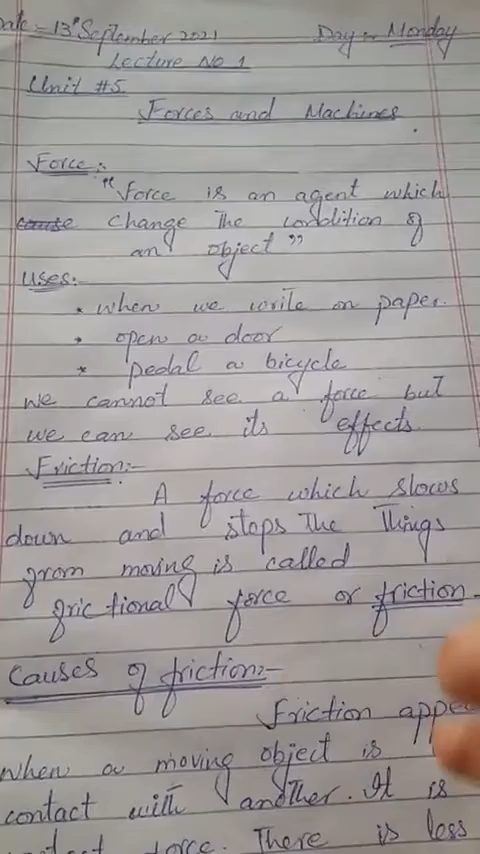 Date = 13th September 2021 Day = Monday
Lecture No 1
Unit #5
Forces and Machines
Force:-
"Force is an agent which
change the condition of
an object"
Uses:-
* when we write on paper.
* open a door
* pedal a bicycle
we cannot see a force but
we can see its effects.
Friction:-
A force which slows
down and stops the things
from moving is called
frictional force or friction.
Causes of friction:-
Friction appe
when a moving object is
contact with another. It is
force. There is less